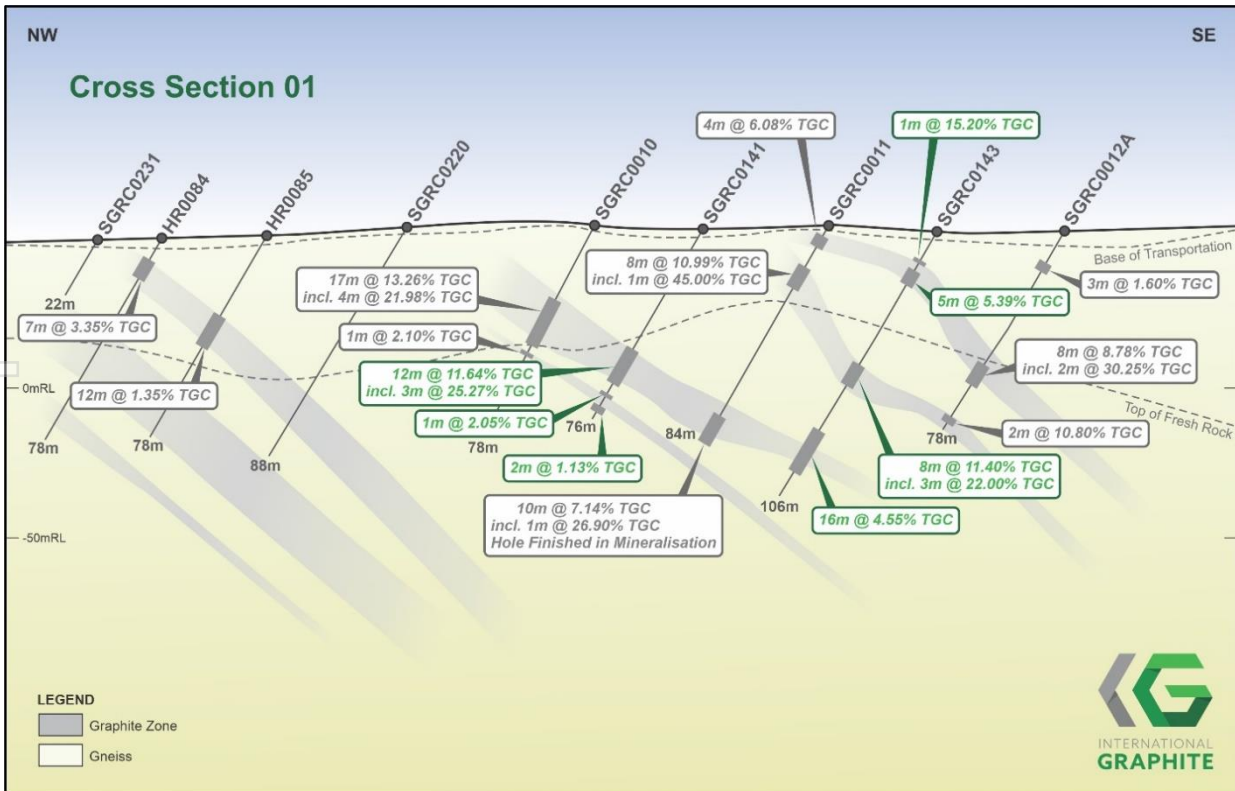 NW
SE
Cross Section 01
4m @ 6.08% TGC
1m @ 15.20% TGC
SGRC0231
HR0084
HR0085
SGRC0220
SGRC0010
SGRC0141
SGRC0011
SGRC0143
SGRC0012A
Base of Transportation
8m @ 10.99% TGC
incl. 1m @ 45.00% TGC
17m @ 13.26% TGC
incl. 4m @ 21.98% TGC
3m @ 1.60% TGC
5m @ 5.39% TGC
22m
7m @ 3.35% TGC
1m @ 2.10% TGC
8m @ 8.78% TGC
incl. 2m @ 30.25% TGC
12m @ 11.64% TGC
incl. 3m @ 25.27% TGC
0mRL
12m @ 1.35% TGC
Top of Fresh Rock
1m @ 2.05% TGC
76m
84m
78m
2m @ 10.80% TGC
78m
78m
78m
88m
2m @ 1.13% TGC
8m @ 11.40% TGC
incl. 3m @ 22.00% TGC
106m
16m @ 4.55% TGC
10m @ 7.14% TGC
incl. 1m @ 26.90% TGC
Hole Finished in Mineralisation
-50mRL
LEGEND
Graphite Zone
Gneiss
INTERNATIONAL
GRAPHITE